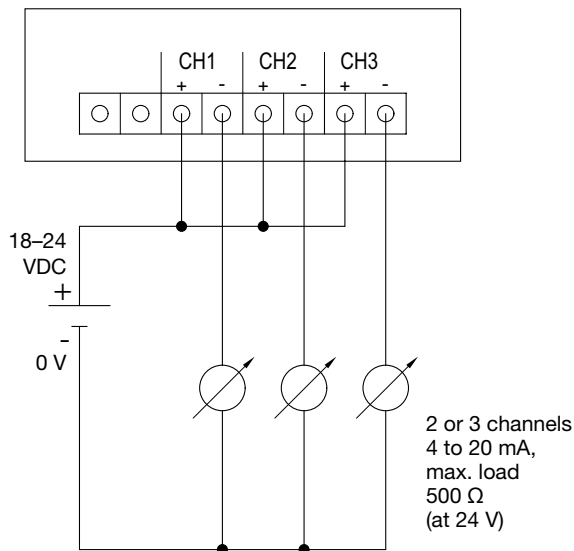 CH1 CH2 CH3
+ - + - + -
18–24
VDC
+
-
0 V
2 or 3 channels
4 to 20 mA,
max. load
500 Ω
(at 24 V)